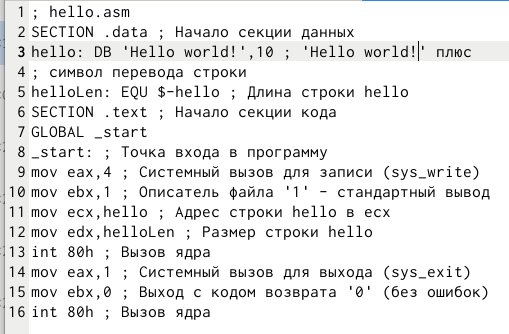 1 ; hello.asm
2 SECTION .data ; Начало секции данных
3 hello: DB 'Hello world!',10 ; 'Hello world!' плюс
4 ; символ перевода строки
5 helloLen: EQU $-hello ; Длина строки hello
6 SECTION .text ; Начало секции кода
7 GLOBAL _start
8 _start: ; Точка входа в программу
9 mov eax,4 ; Системный вызов для записи (sys_write)
10 mov ebx,1 ; Описатель файла '1' - стандартный вывод
11 mov ecx,hello ; Адрес строки hello в ecx
12 mov edx,helloLen ; Размер строки hello
13 int 80h ; Вызов ядра
14 mov eax,1 ; Системный вызов для выхода (sys_exit)
15 mov ebx,0 ; Выход с кодом возврата '0' (без ошибок)
16 int 80h ; Вызов ядра